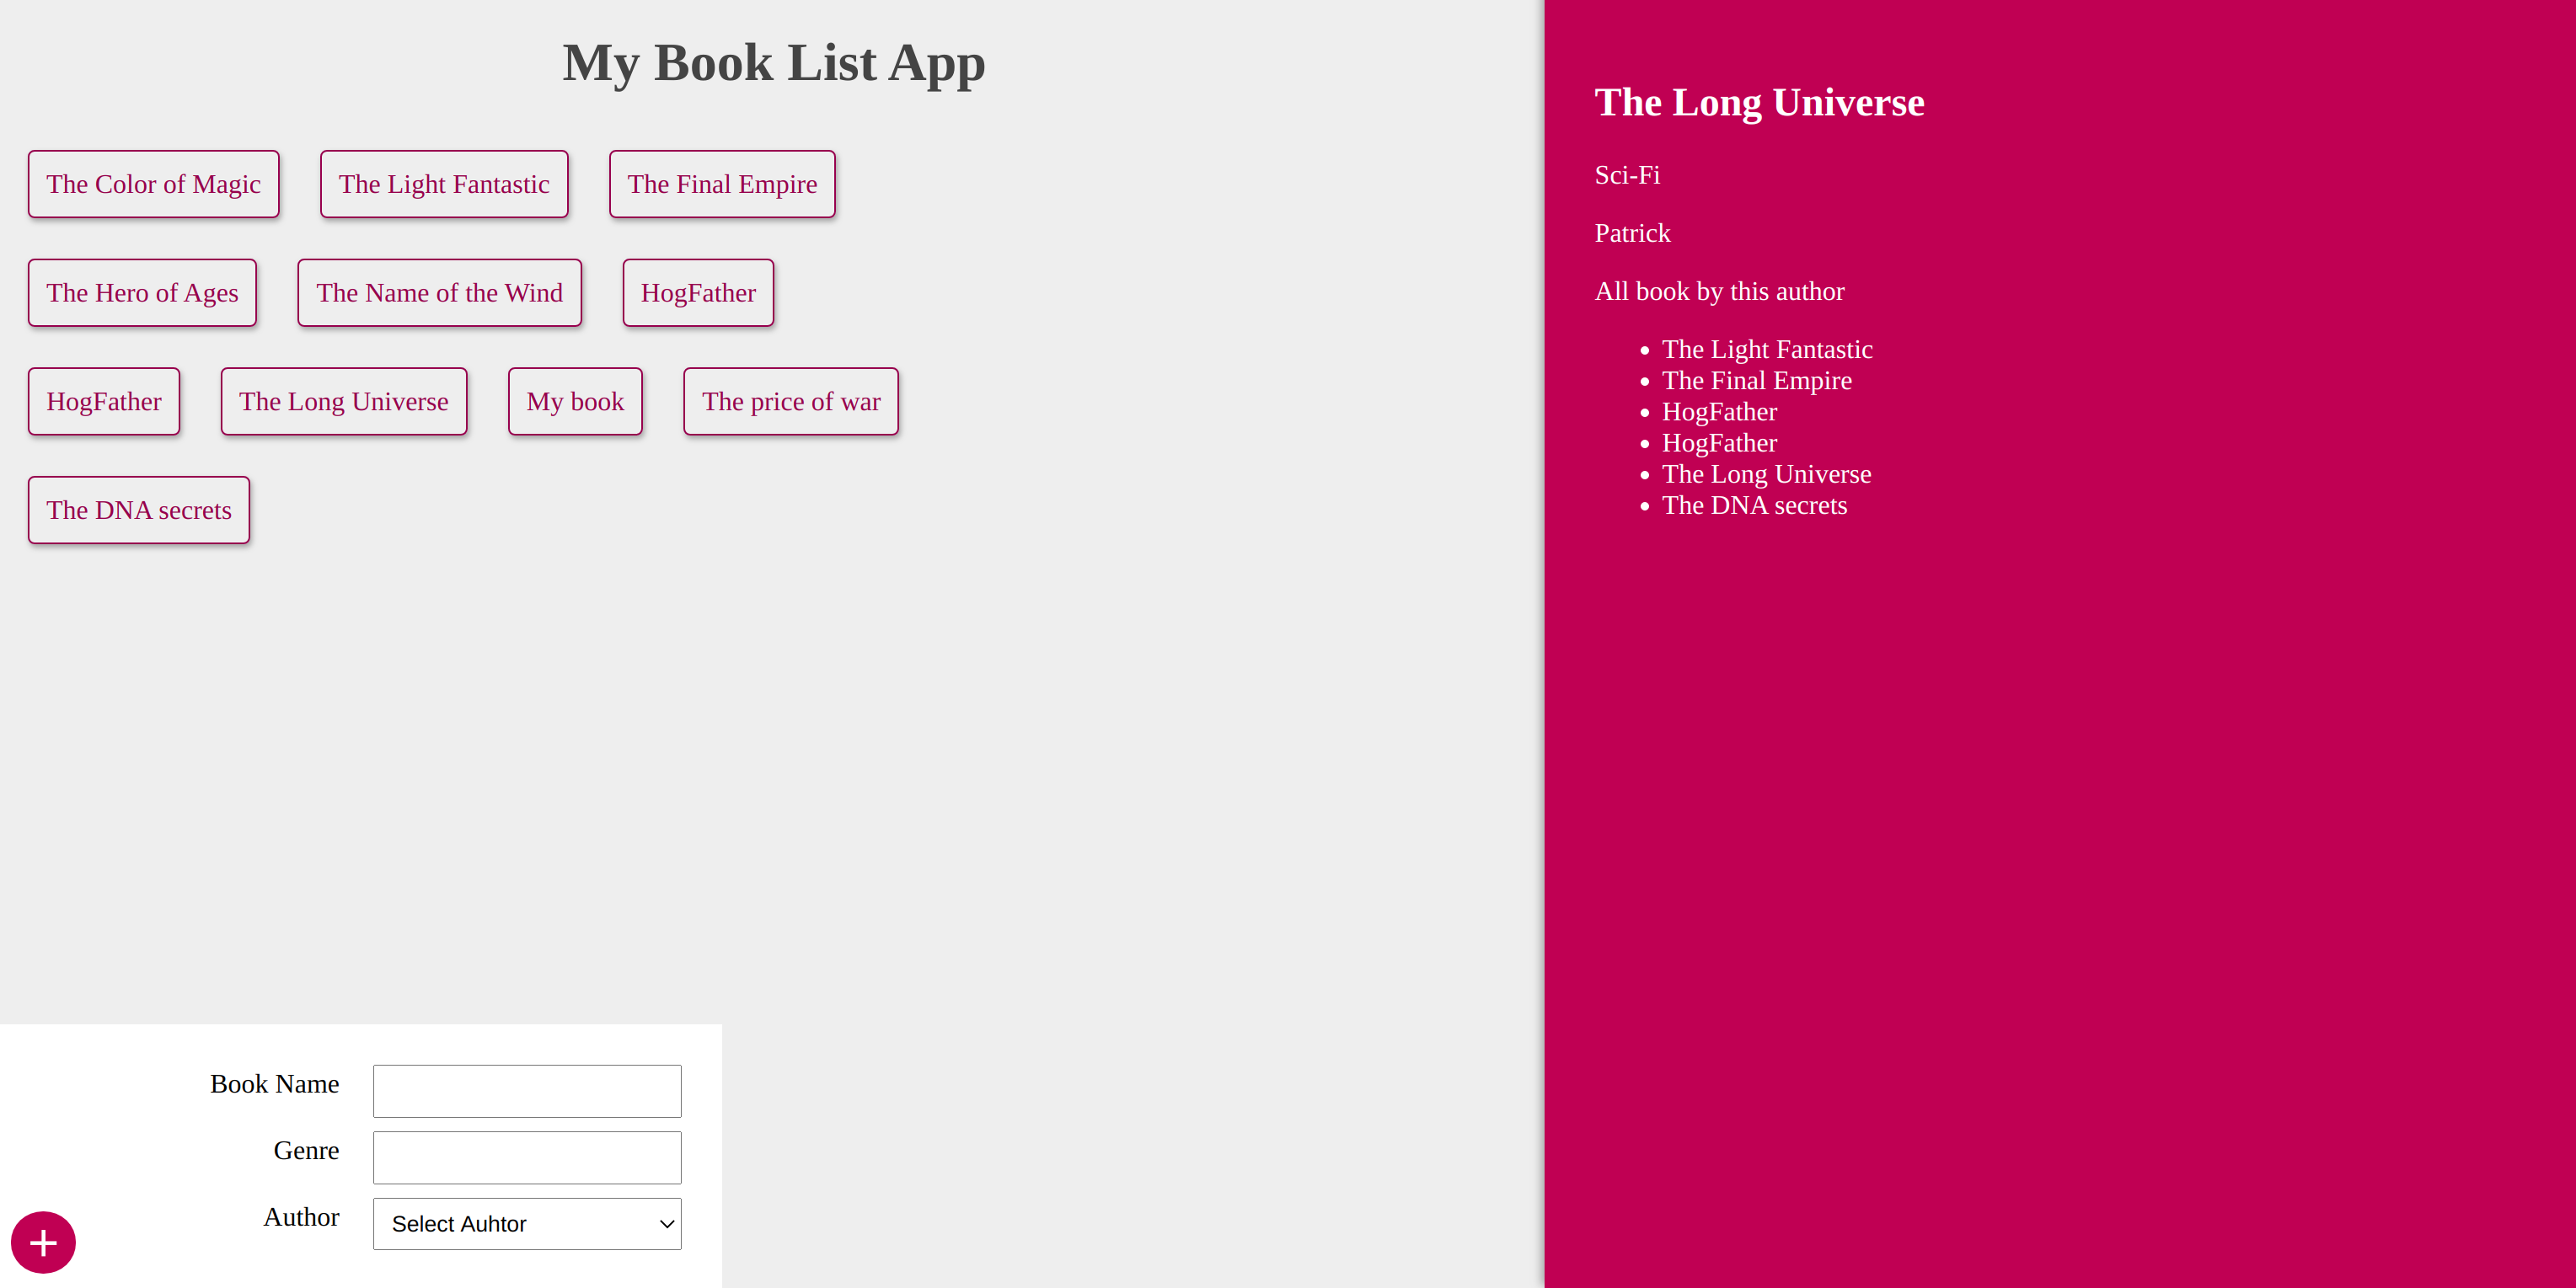 My Book List App
The Color of Magic The Light Fantastic The Final Empire
The Hero of Ages The Name of the Wind HogFather
HogFather The Long Universe My book The price of war
The DNA secrets
Book Name
Genre
Author Select Auhtor
+
The Long Universe
Sci-Fi
Patrick
All book by this author
The Light Fantastic
The Final Empire
HogFather
HogFather
The Long Universe
The DNA secrets